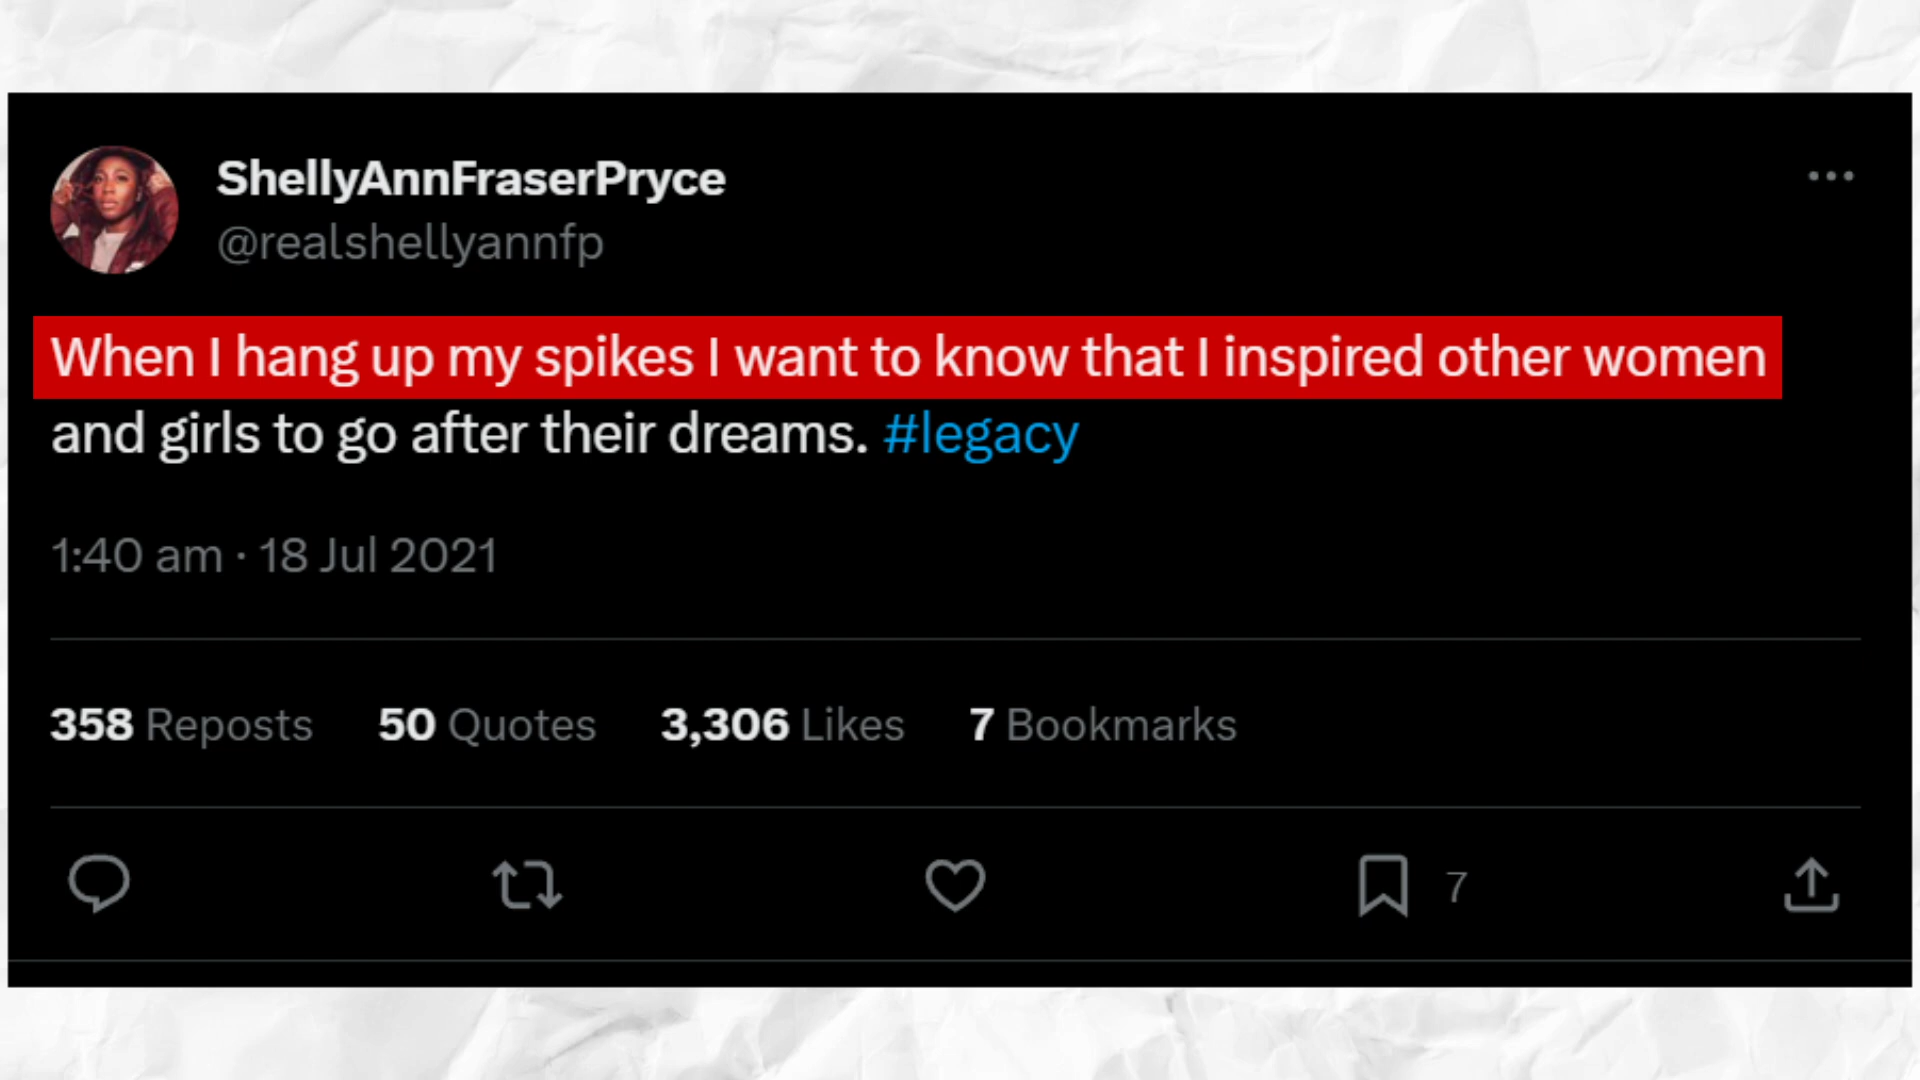 ShellyAnnFraserPryce
@realshellyannfp
When I hang up my spikes I want to know that I inspired other women
and girls to go after their dreams. #legacy
1:40 am · 18 Jul 2021
358 Reposts 50 Quotes 3,306 Likes 7 Bookmarks
7